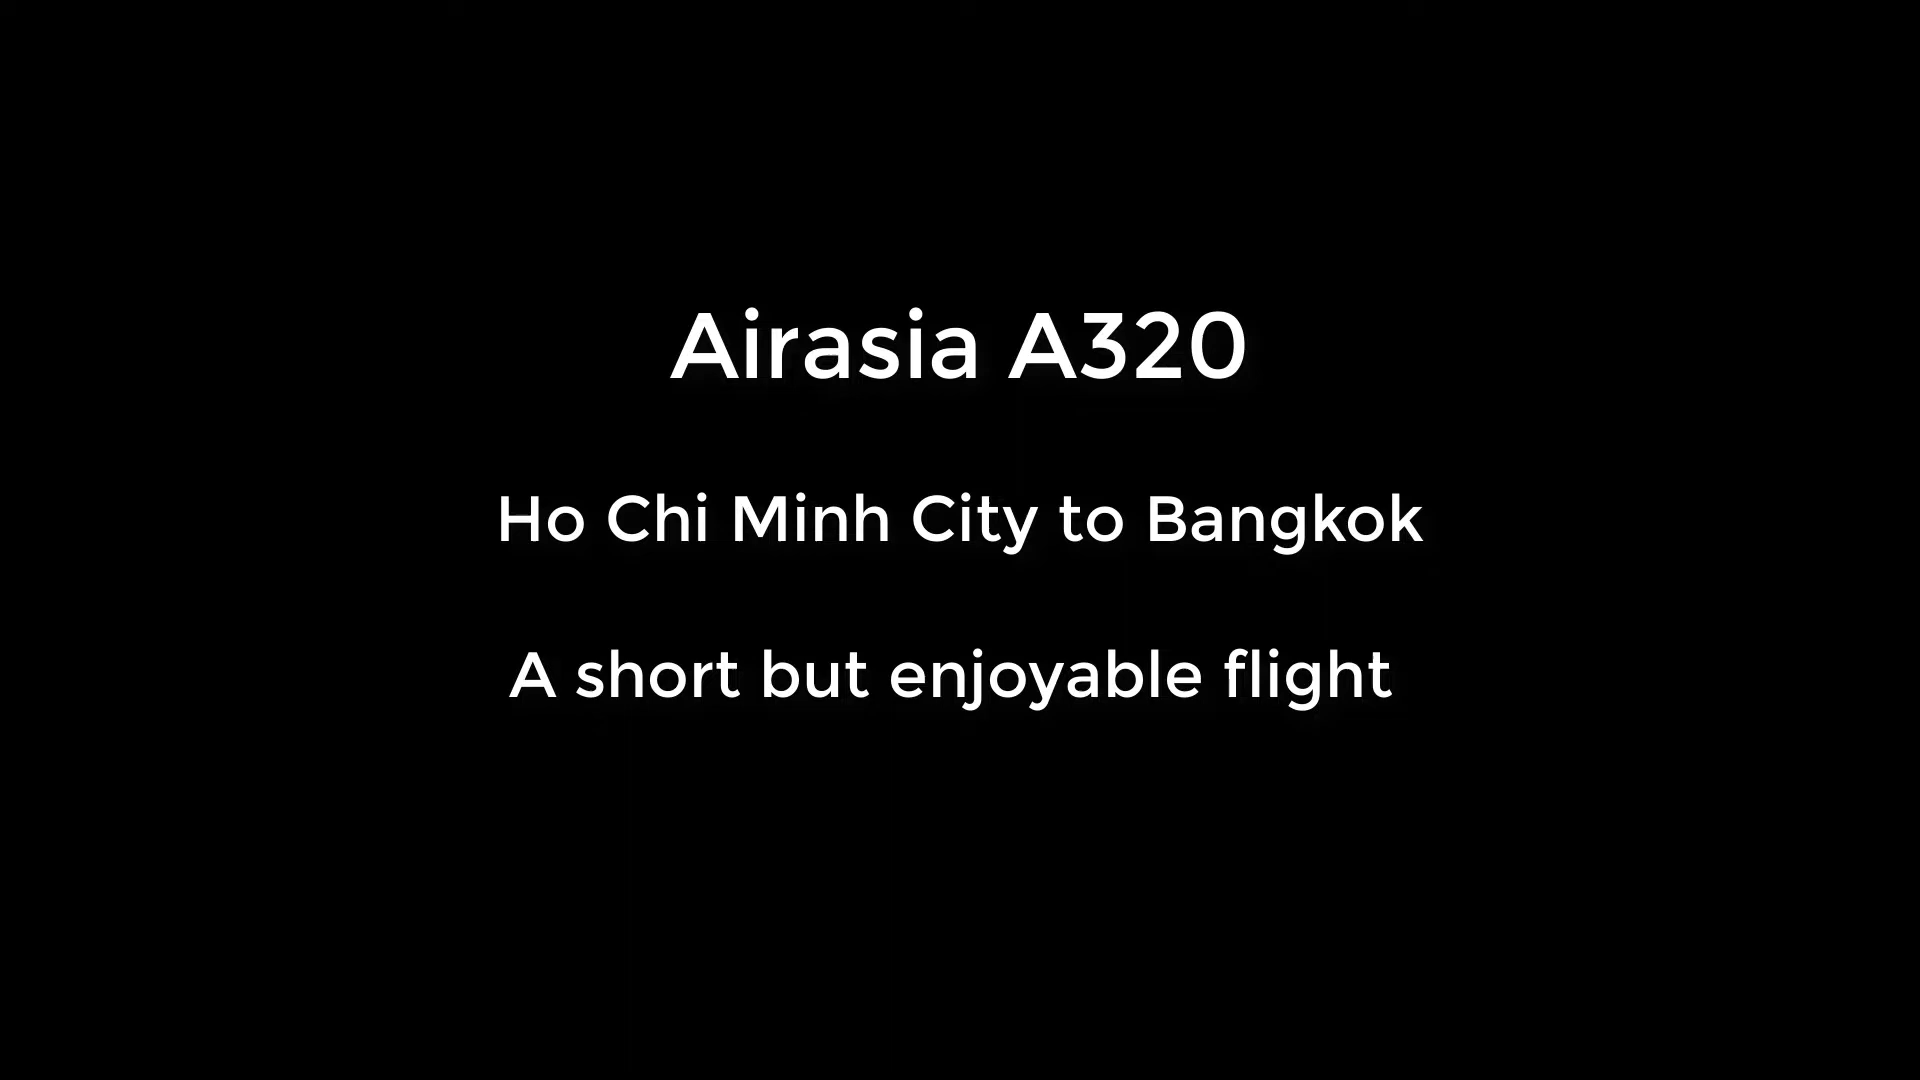 Airasia A320
Ho Chi Minh City to Bangkok
A short but enjoyable flight